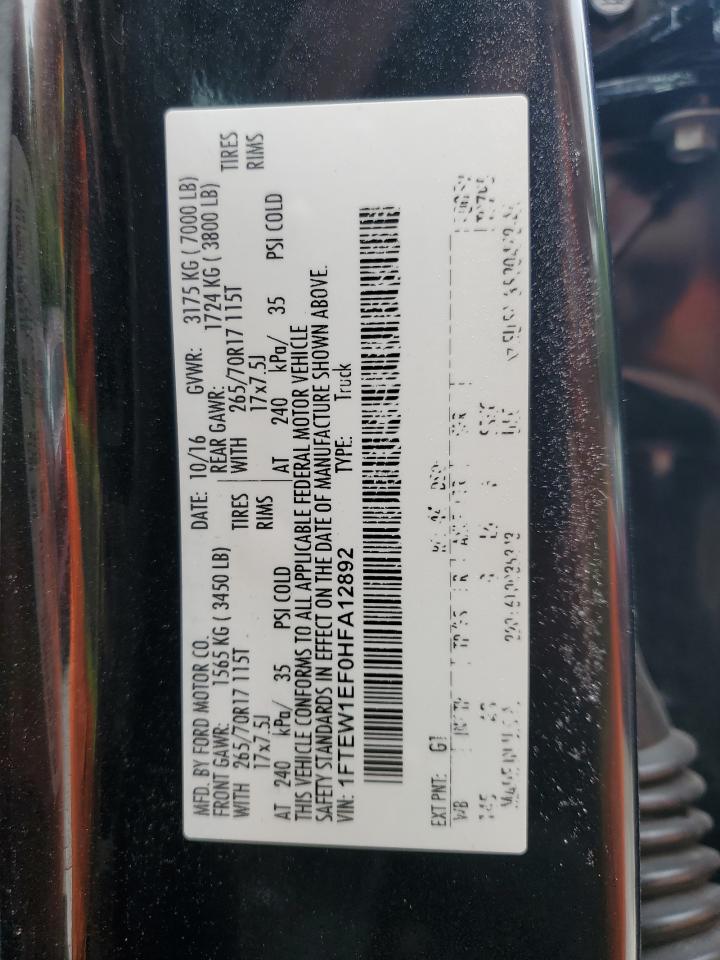 MFD. BY FORD MOTOR CO.
DATE: 10/16 GVWR: 3175 KG ( 7000 LB)
FRONT GAWR: 1565 KG ( 3450 LB) REAR GAWR: 1724 KG ( 3800 LB)
WITH 265/70R17 115T TIRES WITH 265/70R17 115T TIRES
17x7.5J RIMS 17x7.5J RIMS
AT 240 kPa/ 35 PSI COLD AT 240 kPa/ 35 PSI COLD
THIS VEHICLE CONFORMS TO ALL APPLICABLE FEDERAL MOTOR VEHICLE
SAFETY STANDARDS IN EFFECT ON THE DATE OF MANUFACTURE SHOWN ABOVE.
VIN: 1FTEW1EF0HFA12892 TYPE: Truck
EXT PNT: G1
WB
145
MADE IN U.S.A.